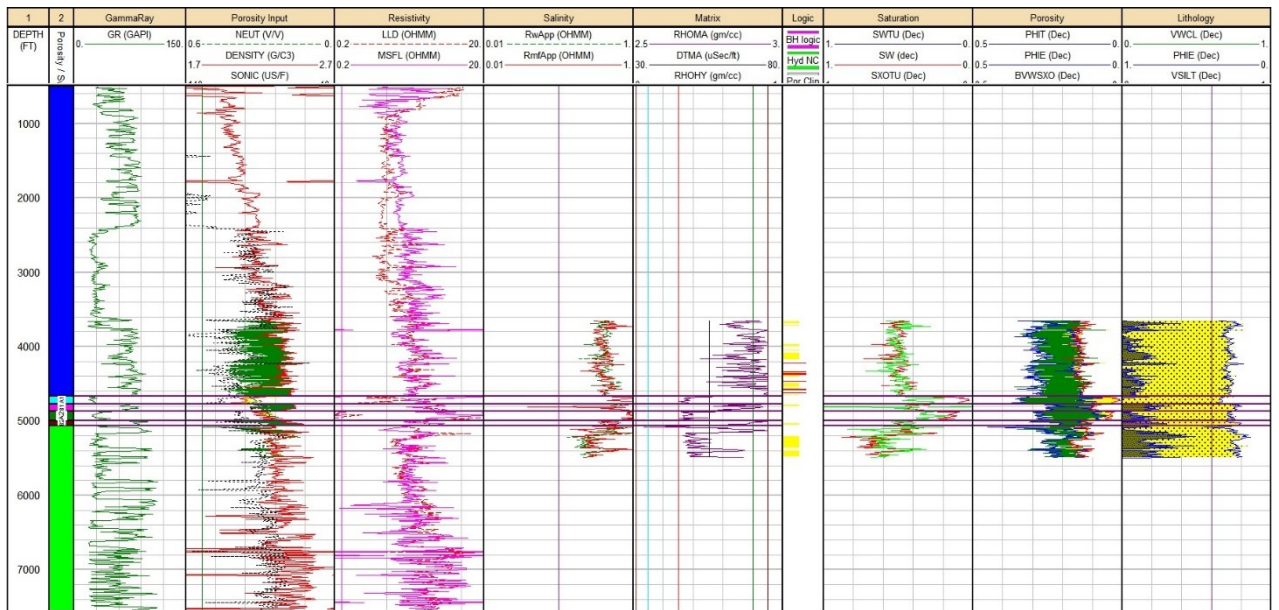 1 2 GammaRay Porosity Input Resistivity Salinity Matrix Logic Saturation Porosity Lithology
DEPTH (FT) GR (GAPI) NEUT (V/V) LLD (OHMM) RwApp (OHMM) RHOMA (gm/cc) BH logic SWTU (Dec) PHIT (Dec) VWCL (Dec)
0. 150. 0.6 0. 0.2 20. 0.01 1. 2.5 3. 1. 0. 0.5 0. 0. 1.
DENSITY (G/C3) MSFL (OHMM) RmfApp (OHMM) DTMA (uSec/ft) Hyd NC SW (dec) PHIE (Dec) PHIE (Dec)
1.7 2.7 0.2 20. 0.01 1. 30. 80. 1. 0. 0.5 0. 1. 0.
SONIC (US/F) RHOHY (gm/cc) Por Clip SXOTU (Dec) BVWSXO (Dec) VSILT (Dec)
1000
2000
3000
4000
5000
6000
7000